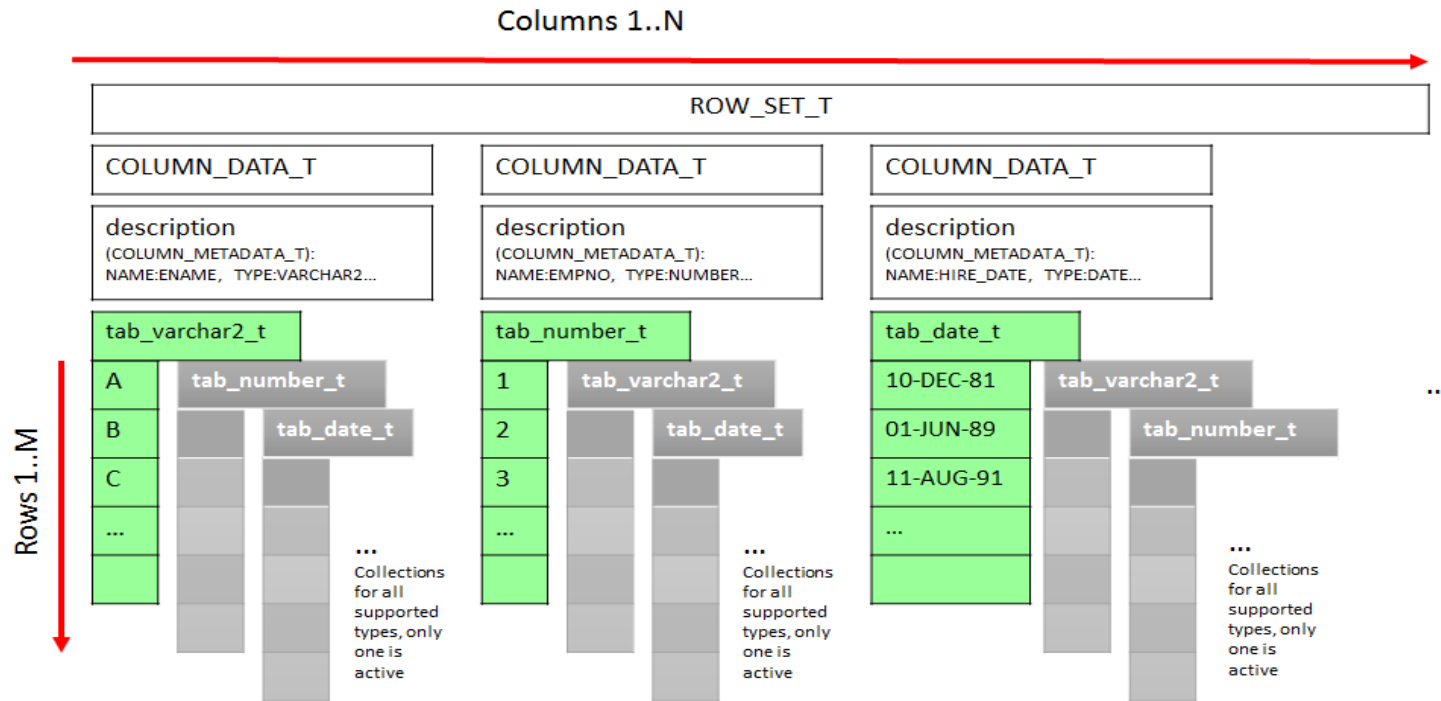 Columns 1..N
ROW_SET_T
COLUMN_DATA_T
description
(COLUMN_METADATA_T):
NAME:ENAME, TYPE:VARCHAR2...
tab_varchar2_t
A
B
C
...
tab_number_t
tab_date_t
...
Collections
for all
supported
types, only
one is
active
COLUMN_DATA_T
description
(COLUMN_METADATA_T):
NAME:EMPNO, TYPE:NUMBER...
tab_number_t
1
2
3
...
tab_varchar2_t
tab_date_t
...
Collections
for all
supported
types, only
one is
active
COLUMN_DATA_T
description
(COLUMN_METADATA_T):
NAME:HIRE_DATE, TYPE:DATE...
tab_date_t
10-DEC-81
01-JUN-89
11-AUG-91
...
tab_varchar2_t
tab_number_t
...
Collections
for all
supported
types, only
one is
active
..
Rows 1..M